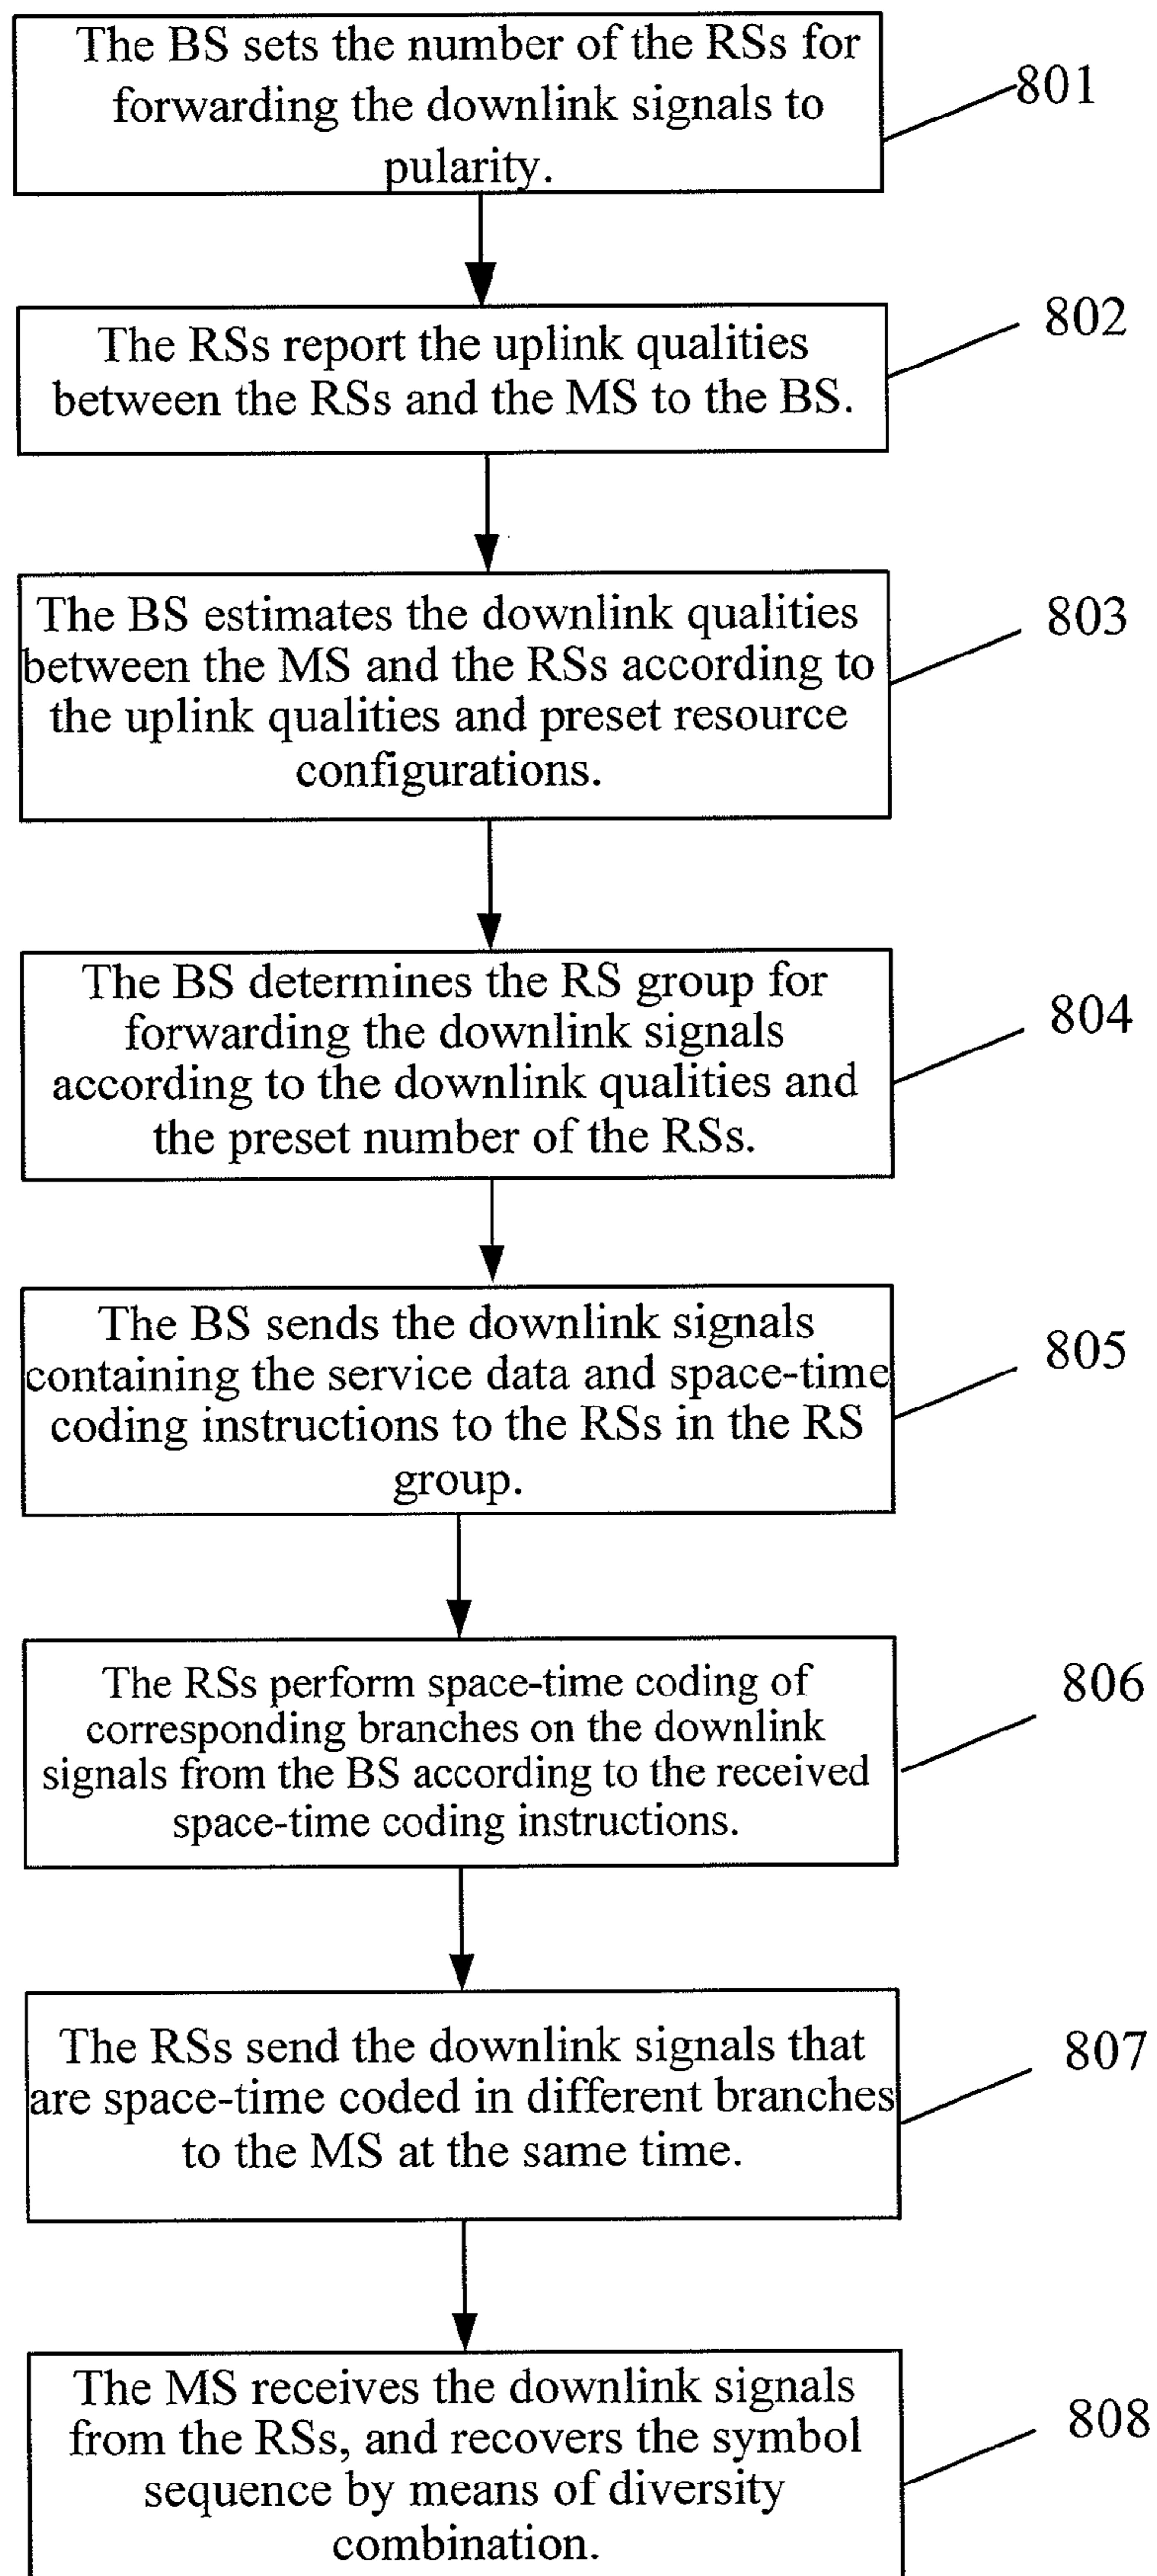 The BS sets the number of the RSs for
forwarding the downlink signals to
pularity.
801
The RSs report the uplink qualities
between the RSs and the MS to the BS.
802
The BS estimates the downlink qualities
between the MS and the RSs according to
the uplink qualities and preset resource
configurations.
803
The BS determines the RS group for
forwarding the downlink signals
according to the downlink qualities and
the preset number of the RSs.
804
The BS sends the downlink signals
containing the service data and space-time
coding instructions to the RSs in the RS
group.
805
The RSs perform space-time coding of
corresponding branches on the downlink
signals from the BS according to the received
space-time coding instructions.
806
The RSs send the downlink signals that
are space-time coded in different branches
to the MS at the same time.
807
The MS receives the downlink signals
from the RSs, and recovers the symbol
sequence by means of diversity
combination.
808